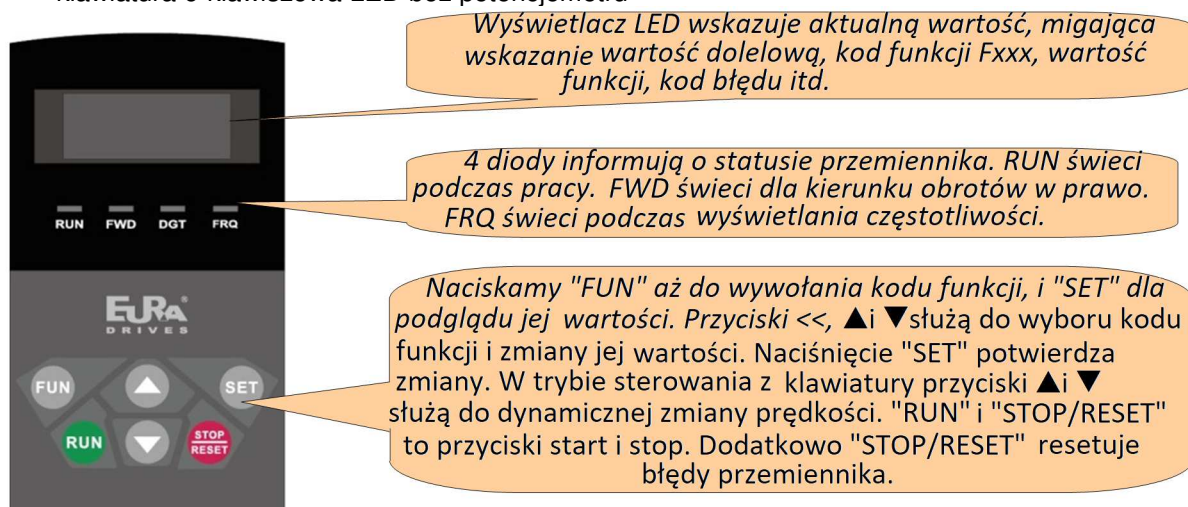 Wyświetlacz LED wskazuje aktualną wartość, migająca
wskazanie wartość dolelową, kod funkcji Fxxx, wartość
funkcji, kod błędu itd.
4 diody informują o statusie przemiennika. RUN świeci
podczas pracy. FWD świeci dla kierunku obrotów w prawo.
FRQ świeci podczas wyświetlania częstotliwości.
RUN FWD DGT FRQ
EURA
DRIVES
Naciskamy "FUN" aż do wywołania kodu funkcji, i "SET" dla
podglądu jej wartości. Przyciski <<, ▲i ▼służą do wyboru kodu
funkcji i zmiany jej wartości. Naciśnięcie "SET" potwierdza
zmiany. W trybie sterowania z klawiatury przyciski ▲i ▼
służą do dynamicznej zmiany prędkości. "RUN" i "STOP/RESET"
to przyciski start i stop. Dodatkowo "STOP/RESET" resetuje
błędy przemiennika.
FUN
SET
RUN
STOP
RESET